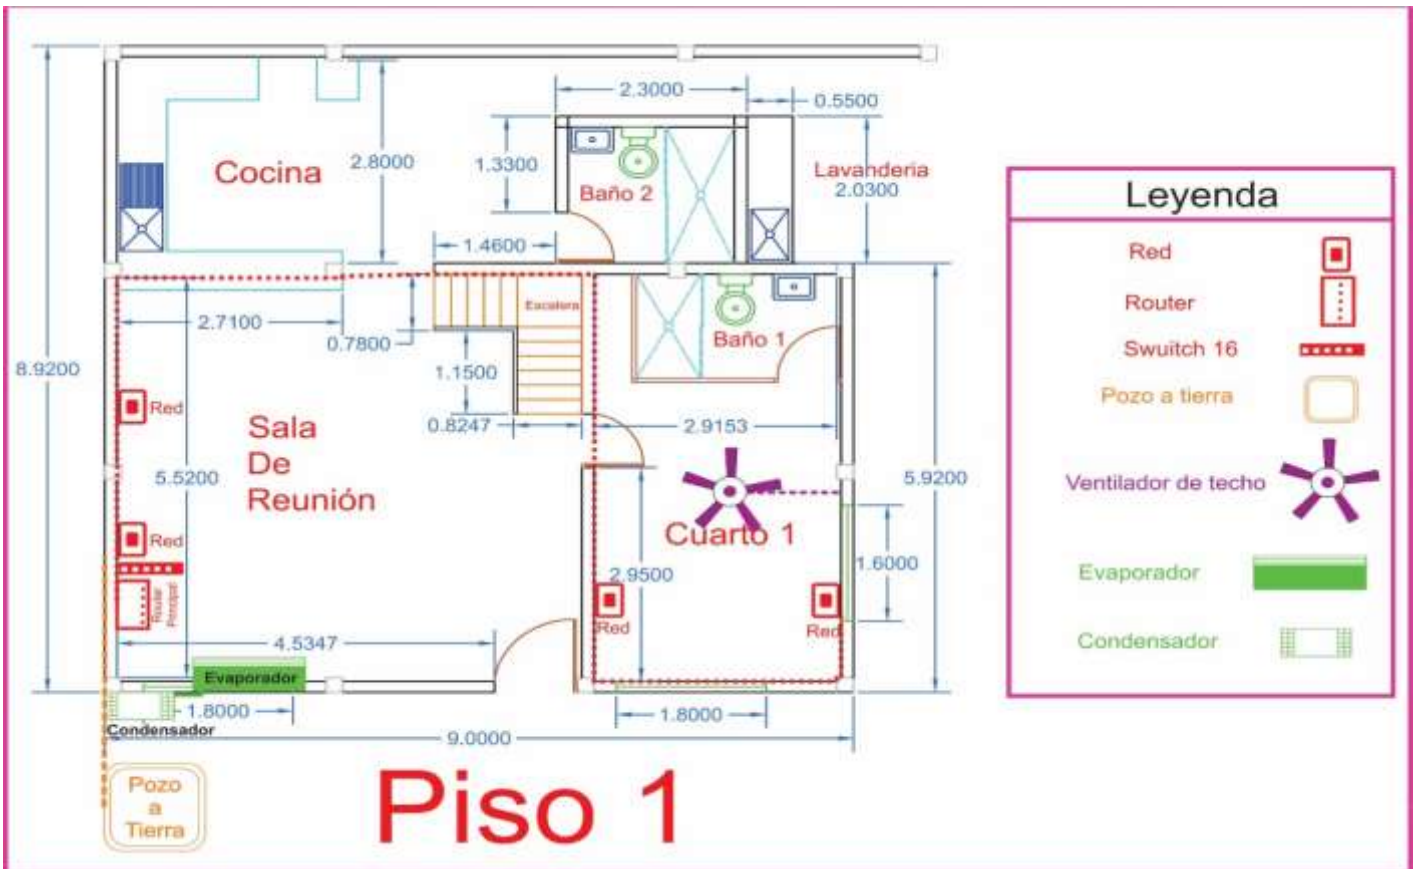 2.3000
0.5500
Cocina
2.8000
1.3300
Baño 2
Lavanderia
2.0300
1.4600
Escalera
2.7100
0.7800
Baño 1
8.9200
1.1500
Red
0.8247
2.9153
Sala
De
Reunión
5.5200
5.9200
Cuarto 1
Red
1.6000
2.9500
Router
Principal
Red
Red
4.5347
Evaporador
1.8000
1.8000
Condensador
9.0000
Pozo
a
Tierra
Piso 1
Leyenda
Red
Router
Swuitch 16
Pozo a tierra
Ventilador de techo
Evaporador
Condensador